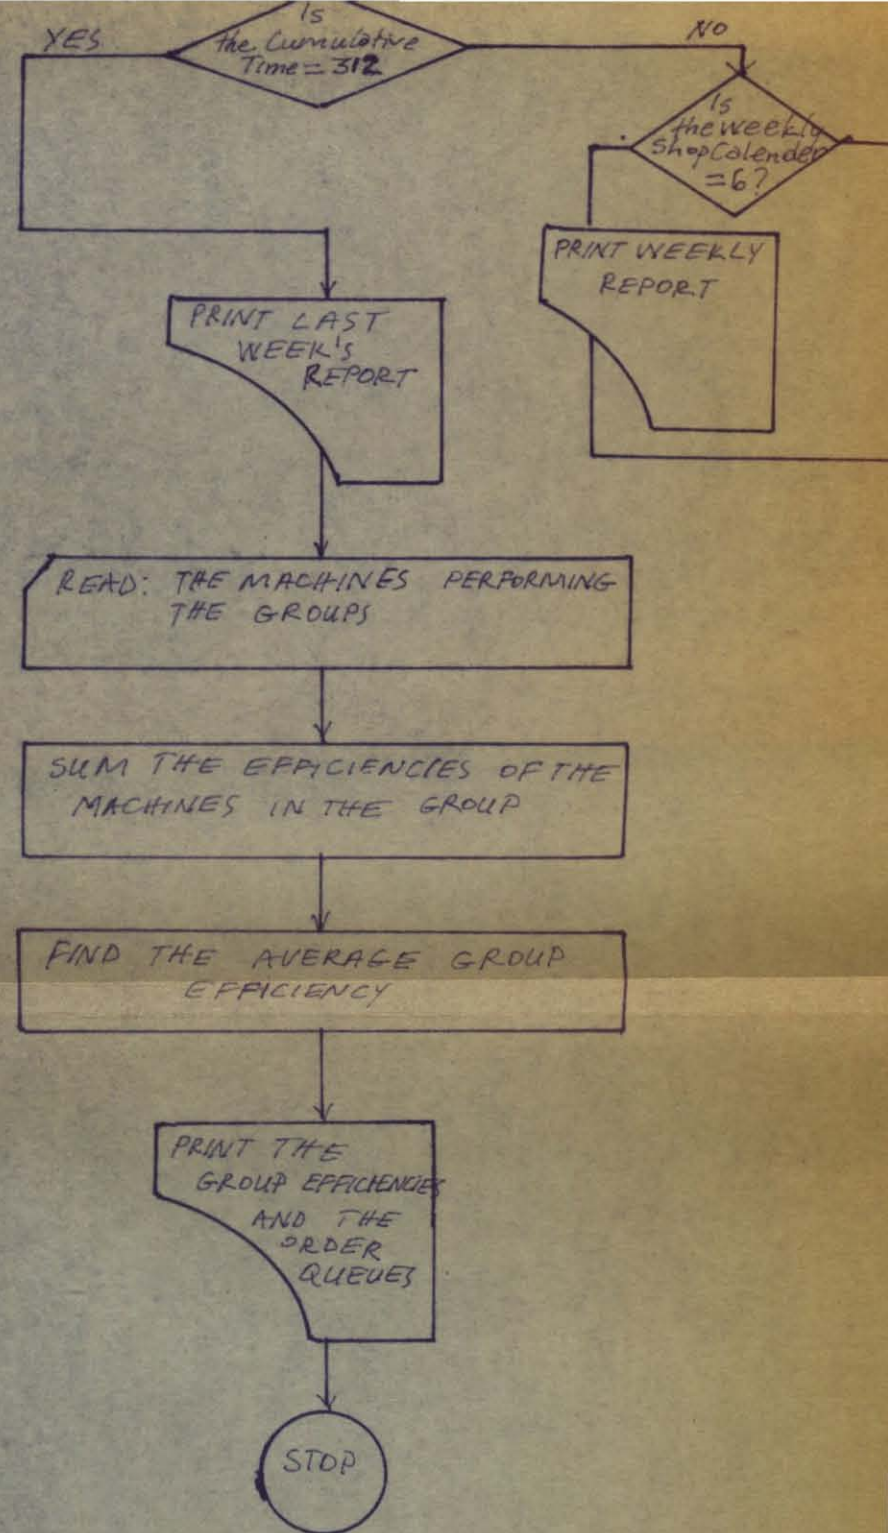 YES
Is
the Cumulative
Time = 312
NO
Is
the weekly
Shop Calender
= 6?
PRINT WEEKLY
REPORT
PRINT LAST
WEEK'S
REPORT
READ: THE MACHINES PERFORMING
THE GROUPS
SUM THE EFFICIENCIES OF THE
MACHINES IN THE GROUP
FIND THE AVERAGE GROUP
EFFICIENCY
PRINT THE
GROUP EFFICIENCIES
AND THE
ORDER
QUEUES
STOP